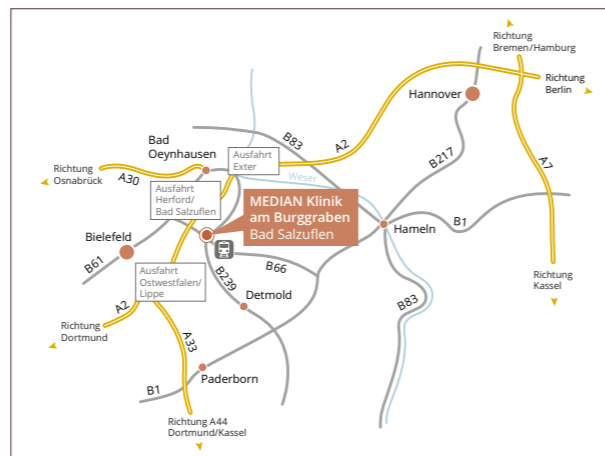 Richtung
Bremen/Hamburg
Richtung
Berlin
Hannover
B83
A2
B217
A7
Bad
Oeynhausen
Ausfahrt
Exter
Richtung
Osnabrück
A30
Weser
Ausfahrt
Herford/
Bad Salzuflen
MEDIAN Klinik
am Burggraben
Bad Salzuflen
B1
Hameln
Bielefeld
B61
B66
Ausfahrt
Ostwestfalen/
Lippe
B239
Richtung
Kassel
Detmold
B83
A2
Richtung
Dortmund
A33
Paderborn
B1
Richtung A44
Dortmund/Kassel